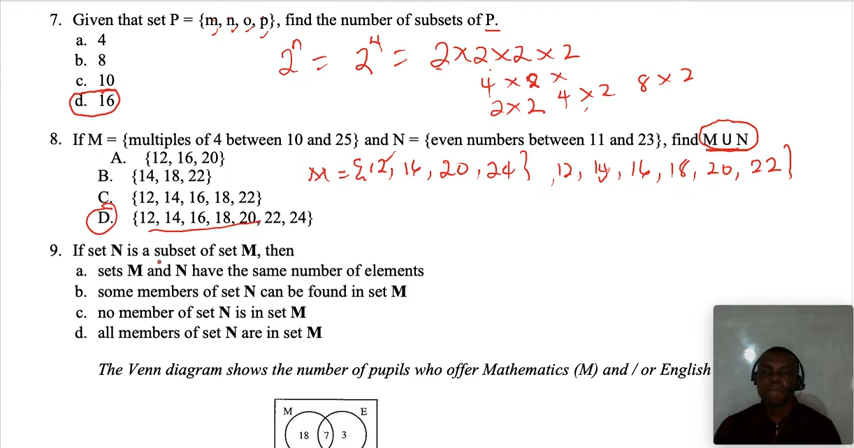 7. Given that set P = {m, n, o, p}, find the number of subsets of P.
a. 4
b. 8
c. 10
d. 16
2ⁿ = 2⁴ = 2×2×2×2
4 × 2 ×
2×2 4×2 8×2
8. If M = {multiples of 4 between 10 and 25} and N = {even numbers between 11 and 23}, find M U N
A. {12, 16, 20}
M = {12, 16, 20, 24} , 12, 14, 16, 18, 20, 22}
B. {14, 18, 22}
C. {12, 14, 16, 18, 22}
D. {12, 14, 16, 18, 20, 22, 24}
9. If set N is a subset of set M, then
a. sets M and N have the same number of elements
b. some members of set N can be found in set M
c. no member of set N is in set M
d. all members of set N are in set M
The Venn diagram shows the number of pupils who offer Mathematics (M) and / or English
M E
18 7 3